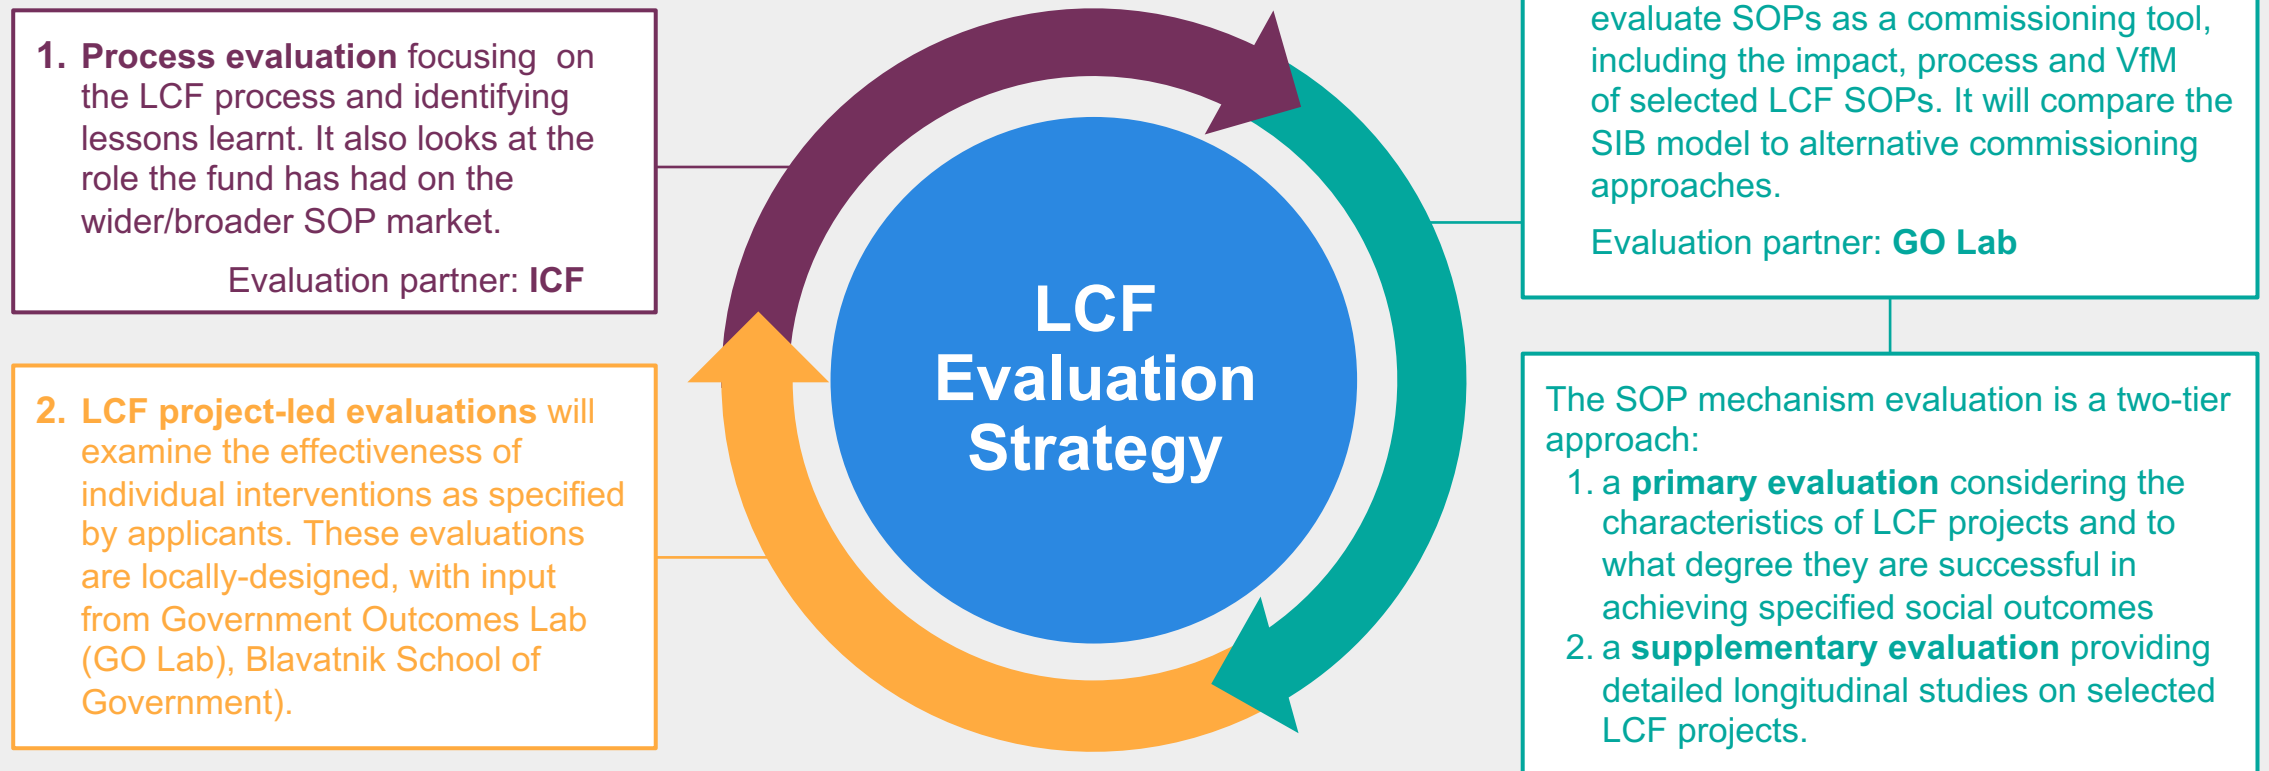 1. Process evaluation focusing on
the LCF process and identifying
lessons learnt. It also looks at the
role the fund has had on the
wider/broader SOP market.
Evaluation partner: ICF
2. LCF project-led evaluations will
examine the effectiveness of
individual interventions as specified
by applicants. These evaluations
are locally-designed, with input
from Government Outcomes Lab
(GO Lab), Blavatnik School of
Government).
LCF
Evaluation
Strategy
evaluate SOPs as a commissioning tool,
including the impact, process and VfM
of selected LCF SOPs. It will compare the
SIB model to alternative commissioning
approaches.
Evaluation partner: GO Lab
The SOP mechanism evaluation is a two-tier
approach:
1. a primary evaluation considering the
characteristics of LCF projects and to
what degree they are successful in
achieving specified social outcomes
2. a supplementary evaluation providing
detailed longitudinal studies on selected
LCF projects.